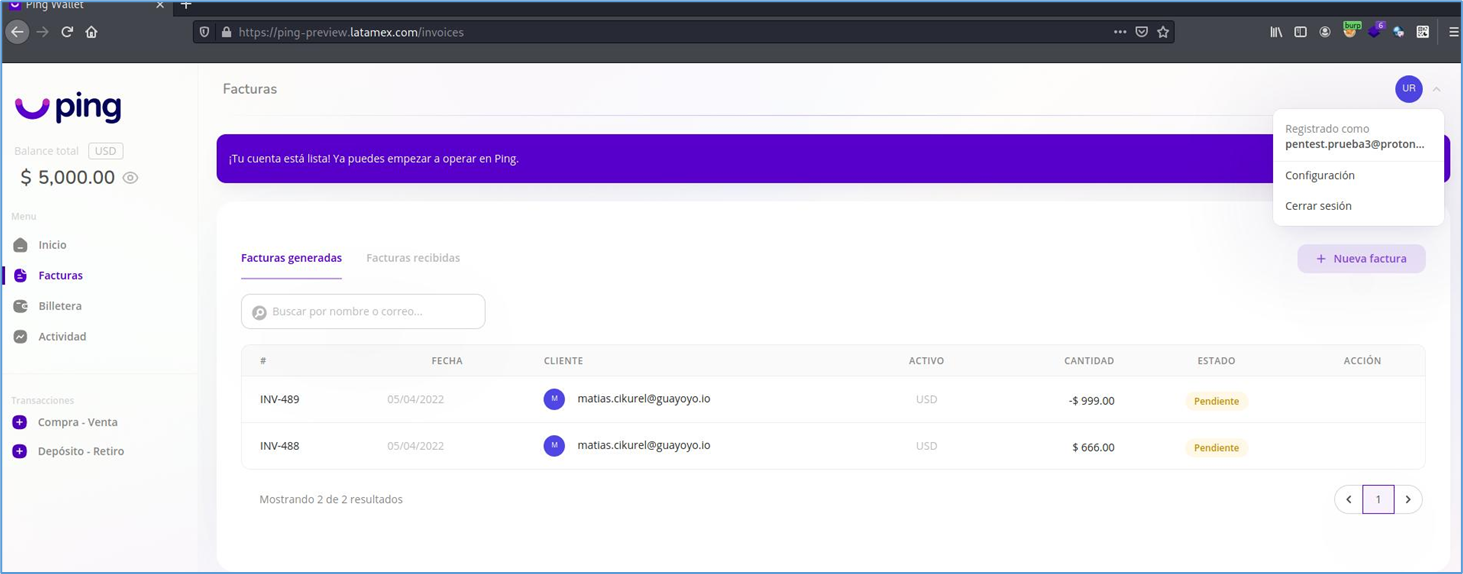 Ping Wallet
https://ping-preview.latamex.com/invoices
burp
6
ping
Facturas
UR
Registrado como
pentest.prueba3@proton...
Configuración
Cerrar sesión
Balance total USD
$ 5,000.00
¡Tu cuenta está lista! Ya puedes empezar a operar en Ping.
Menu
Inicio
Facturas
Billetera
Actividad
Transacciones
Compra - Venta
Depósito - Retiro
Facturas generadas Facturas recibidas
+ Nueva factura
Buscar por nombre o correo...
# FECHA CLIENTE ACTIVO CANTIDAD ESTADO ACCIÓN
INV-489 05/04/2022 M matias.cikurel@guayoyo.io USD -$ 999.00 Pendiente
INV-488 05/04/2022 M matias.cikurel@guayoyo.io USD $ 666.00 Pendiente
Mostrando 2 de 2 resultados
1